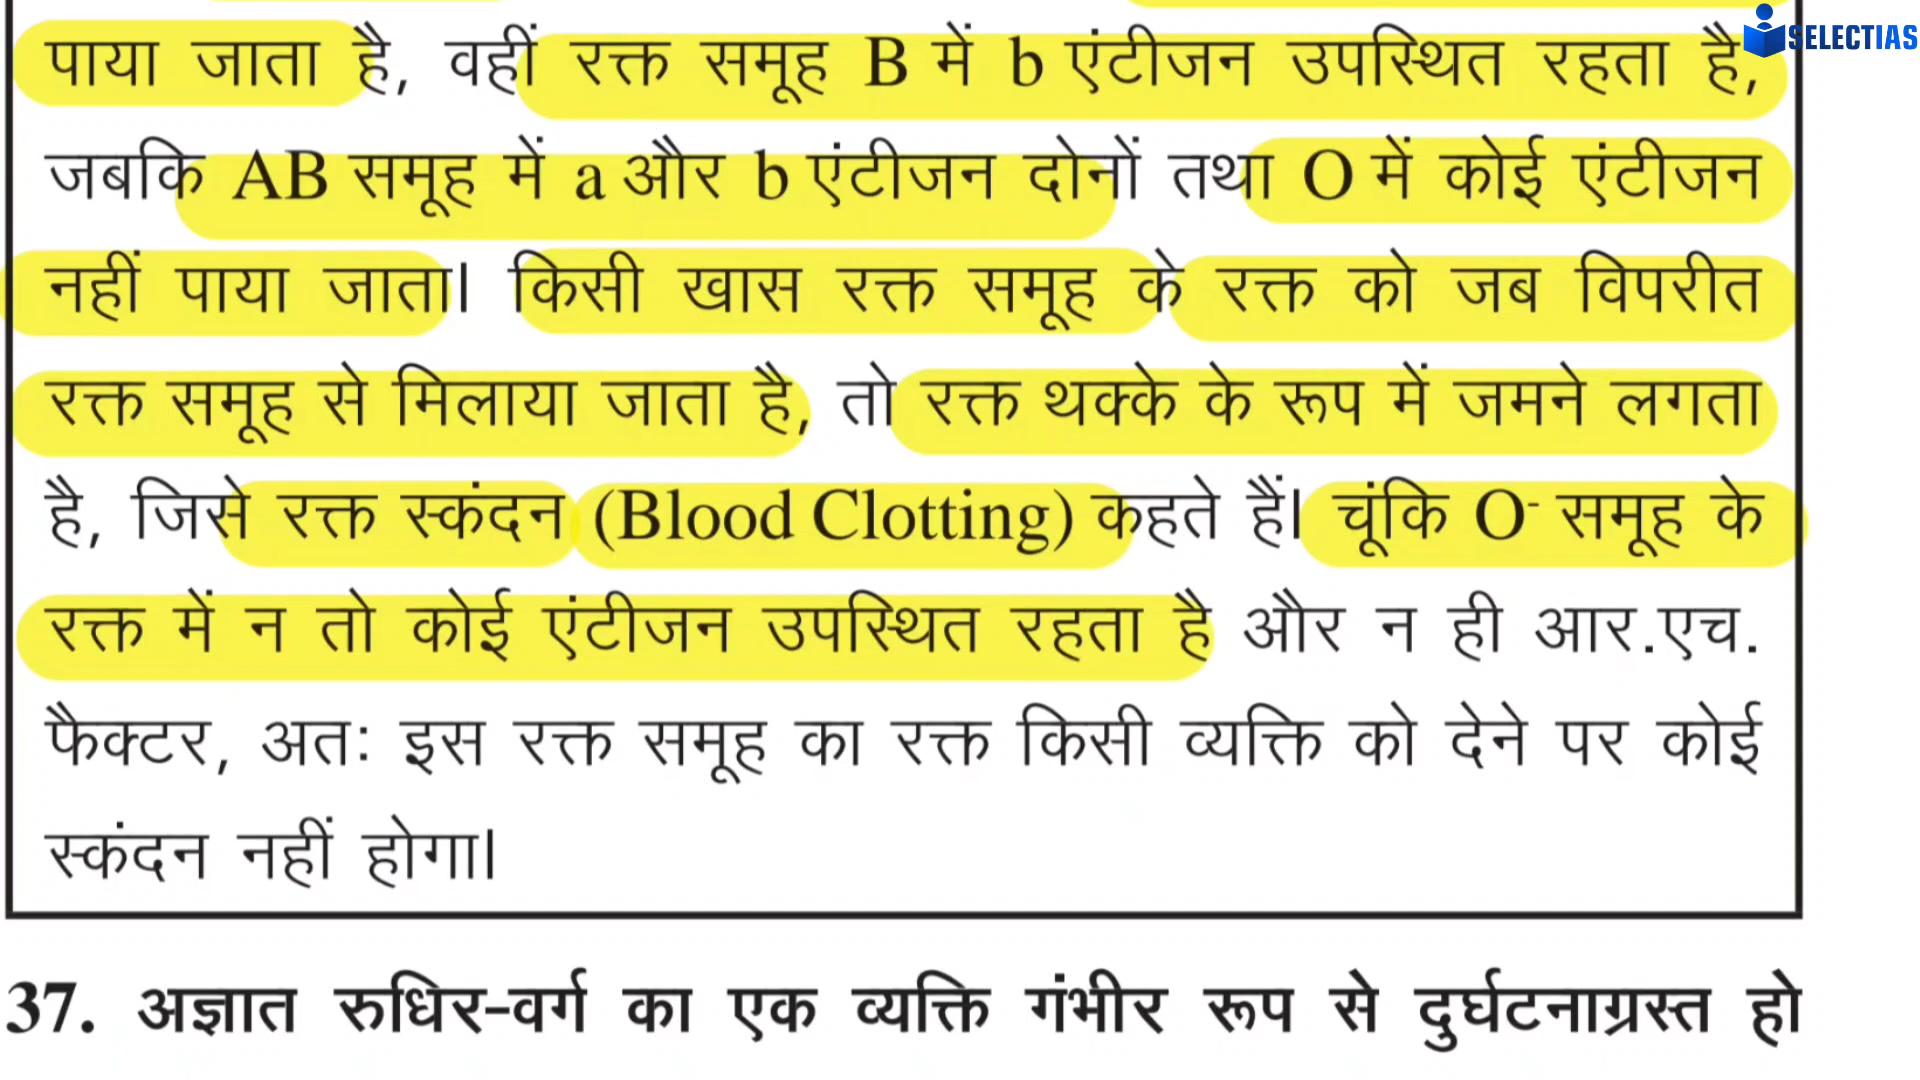 SELECTIAS
पाया जाता है, वहीं रक्त समूह B में b एंटीजन उपस्थित रहता है,
जबकि AB समूह में a और b एंटीजन दोनों तथा O में कोई एंटीजन
नहीं पाया जाता। किसी खास रक्त समूह के रक्त को जब विपरीत
रक्त समूह से मिलाया जाता है, तो रक्त थक्के के रूप में जमने लगता
है, जिसे रक्त स्कंदन (Blood Clotting) कहते हैं। चूंकि O⁻ समूह के
रक्त में न तो कोई एंटीजन उपस्थित रहता है और न ही आर.एच.
फैक्टर, अतः इस रक्त समूह का रक्त किसी व्यक्ति को देने पर कोई
स्कंदन नहीं होगा।
37. अज्ञात रुधिर-वर्ग का एक व्यक्ति गंभीर रूप से दुर्घटनाग्रस्त हो